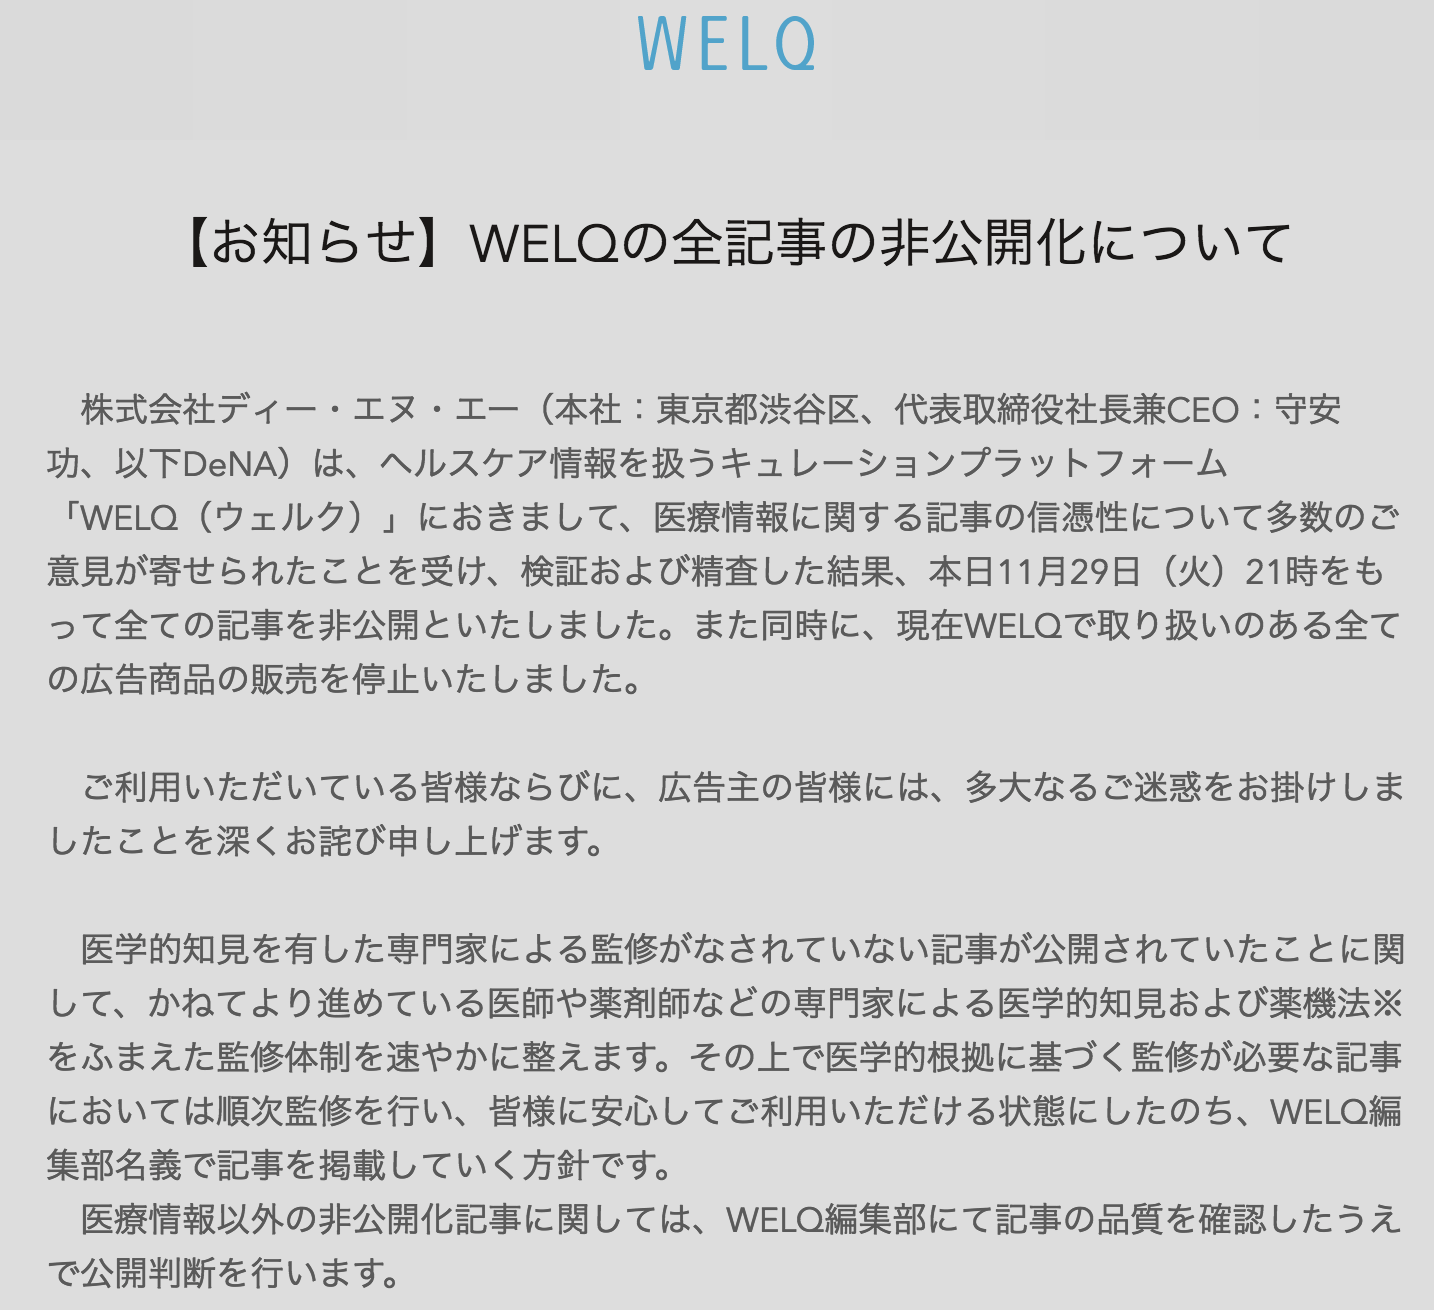 WELQ
【お知らせ】WELQの全記事の非公開化について
株式会社ディー・エヌ・エー（本社：東京都渋谷区、代表取締役社長兼CEO：守安
功、以下DeNA）は、ヘルスケア情報を扱うキュレーションプラットフォーム
「WELQ（ウェルク）」におきまして、医療情報に関する記事の信憑性について多数のご
意見が寄せられたことを受け、検証および精査した結果、本日11月29日（火）21時をも
って全ての記事を非公開といたしました。また同時に、現在WELQで取り扱いのある全て
の広告商品の販売を停止いたしました。
ご利用いただいている皆様ならびに、広告主の皆様には、多大なるご迷惑をお掛けしま
したことを深くお詫び申し上げます。
医学的知見を有した専門家による監修がなされていない記事が公開されていたことに関
して、かねてより進めている医師や薬剤師などの専門家による医学的知見および薬機法※
をふまえた監修体制を速やかに整えます。その上で医学的根拠に基づく監修が必要な記事
においては順次監修を行い、皆様に安心してご利用いただける状態にしたのち、WELQ編
集部名義で記事を掲載していく方針です。
医療情報以外の非公開化記事に関しては、WELQ編集部にて記事の品質を確認したうえ
で公開判断を行います。